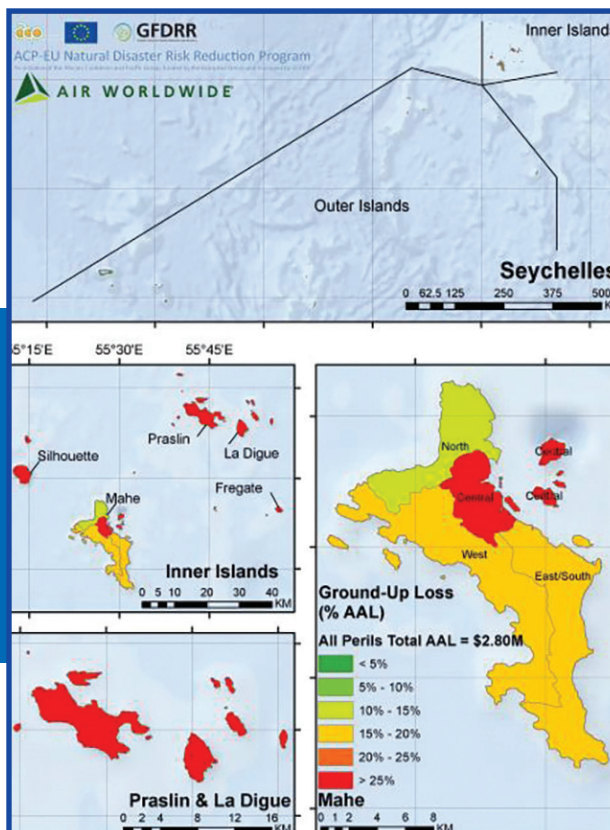 acp
GFDRR
ACP-EU Natural Disaster Risk Reduction Program
AIR WORLDWIDE
Inner Islands
Outer Islands
Seychelles
0 62.5 125 250 375 500
55°15'E 55°30'E 55°45'E
Praslin
La Digue
Silhouette
Mahe
Fregate
Inner Islands
0 5 10 20 30 40
KM
Praslin & La Digue
0 2 4 8 12 16
North
Central
Central
Central
West
East/South
Ground-Up Loss
(% AAL)
All Perils Total AAL = $2.80M
< 5%
5% - 10%
10% - 15%
15% - 20%
20% - 25%
> 25%
Mahe
0 1 2 4 6 8
KM